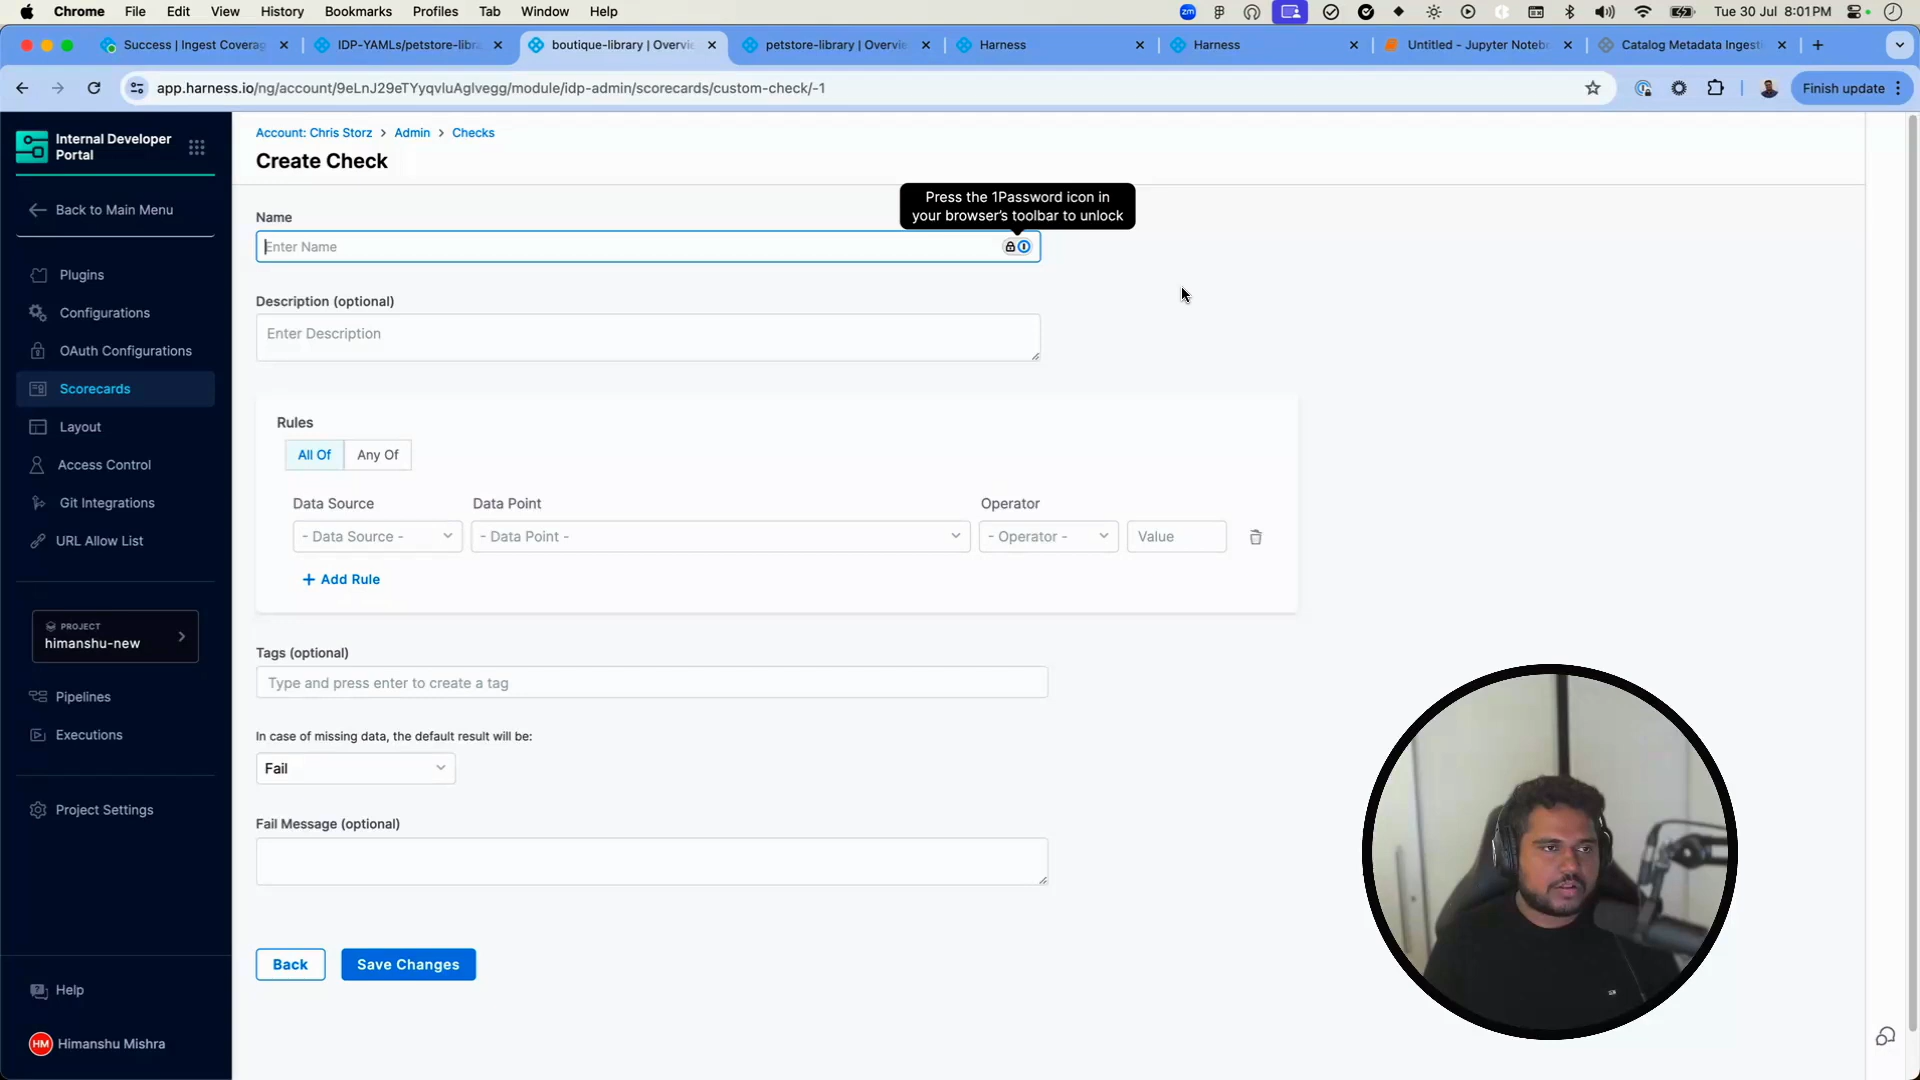 Chrome File Edit View History Bookmarks Profiles Tab Window Help zm Tue 30 Jul 8:01PM
Success | Ingest Coverag
IDP-YAMLs/petstore-libra
boutique-library | Overvie
petstore-library | Overvie
Harness
Harness
Untitled - Jupyter Notebo
Catalog Metadata Ingesti
app.harness.io/ng/account/9eLnJ29eTYyqvIuAglvegg/module/idp-admin/scorecards/custom-check/-1
Finish update
Internal Developer
Portal
Back to Main Menu
Plugins
Configurations
OAuth Configurations
Scorecards
Layout
Access Control
Git Integrations
URL Allow List
PROJECT
himanshu-new
Pipelines
Executions
Project Settings
Help
HM Himanshu Mishra
Account: Chris Storz > Admin > Checks
Create Check
Press the 1Password icon in
your browser's toolbar to unlock
Name
Enter Name
Description (optional)
Enter Description
Rules
All Of Any Of
Data Source Data Point Operator
- Data Source - - Data Point - - Operator - Value
+ Add Rule
Tags (optional)
Type and press enter to create a tag
In case of missing data, the default result will be:
Fail
Fail Message (optional)
Back Save Changes